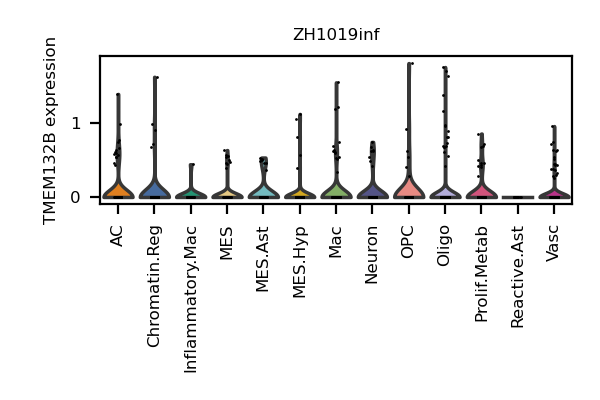 ZH1019inf
TMEM132B expression
1
0
AC
Chromatin.Reg
Inflammatory.Mac
MES
MES.Ast
MES.Hyp
Mac
Neuron
OPC
Oligo
Prolif.Metab
Reactive.Ast
Vasc